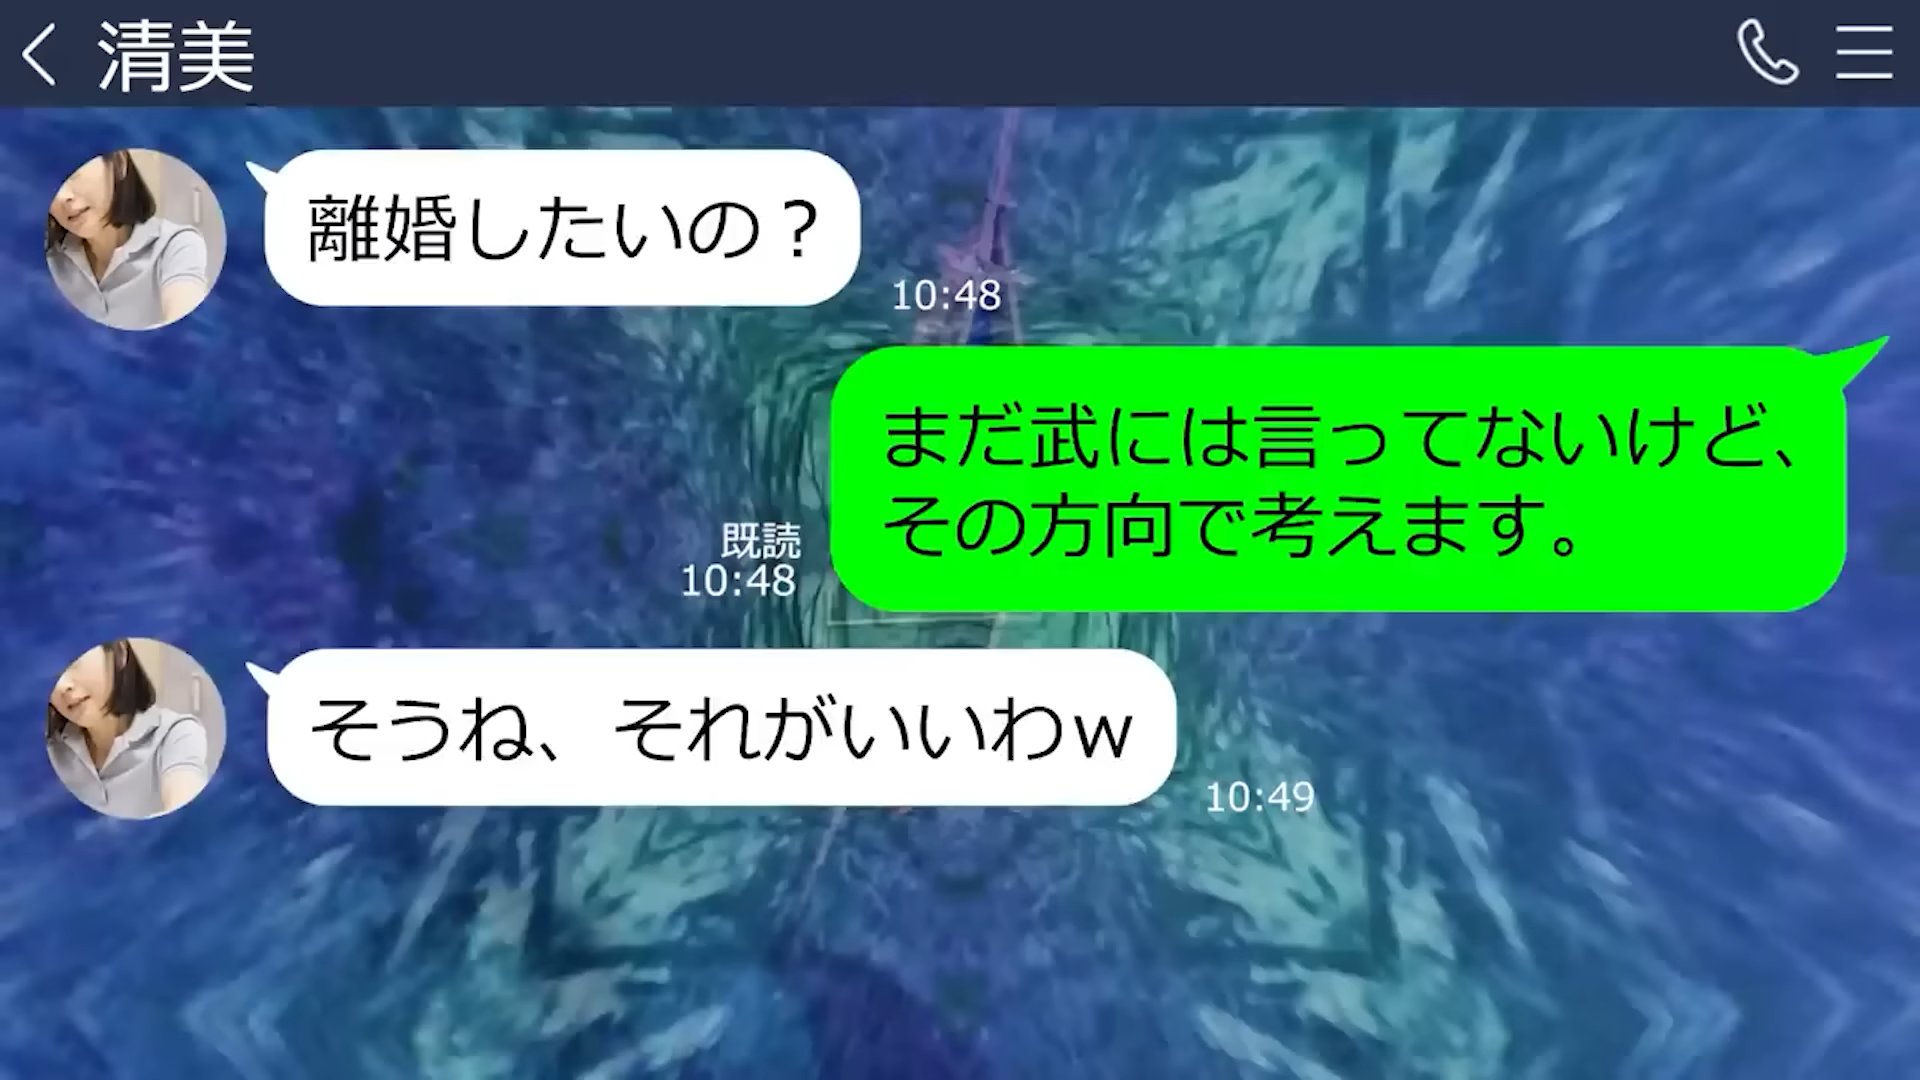 清美
離婚したいの？
10:48
まだ武には言ってないけど、
その方向で考えます。
既読
10:48
そうね、それがいいわｗ
10:49